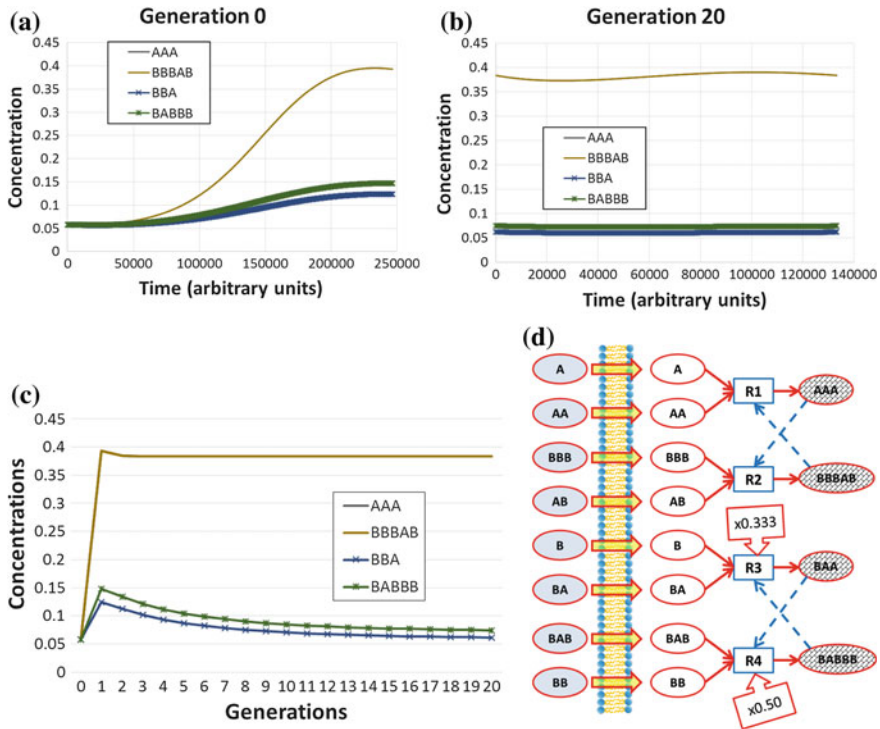 (a)
Generation 0
0.45
0.4
0.35
0.3
0.25
0.2
0.15
0.1
0.05
0
Concentration
AAA
BBBAB
BBA
BABBB
0 50000 100000 150000 200000 250000
Time (arbitrary units)
(b)
Generation 20
0.45
0.4
0.35
0.3
0.25
0.2
0.15
0.1
0.05
0
Concentration
AAA
BBBAB
BBA
BABBB
0 20000 40000 60000 80000 100000 120000 140000
Time (arbitrary units)
(c)
0.45
0.4
0.35
0.3
0.25
0.2
0.15
0.1
0.05
0
Concentrations
AAA
BBBAB
BBA
BABBB
0 1 2 3 4 5 6 7 8 9 10 11 12 13 14 15 16 17 18 19 20
Generations
(d)
A A R1 AAA
AA AA
BBB BBB R2 BBBAB
AB AB
x0.333
B B R3 BAA
BA BA
BAB BAB R4 BABBB
BB BB
x0.50